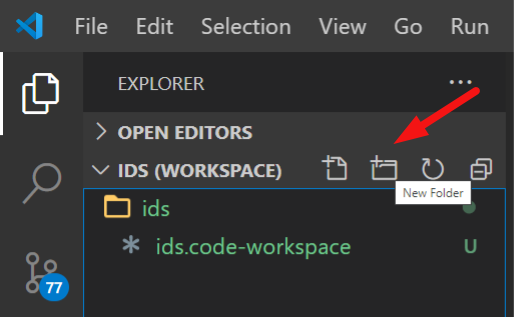 File Edit Selection View Go Run
EXPLORER ...
OPEN EDITORS
IDS (WORKSPACE)
New Folder
ids
ids.code-workspace U
77